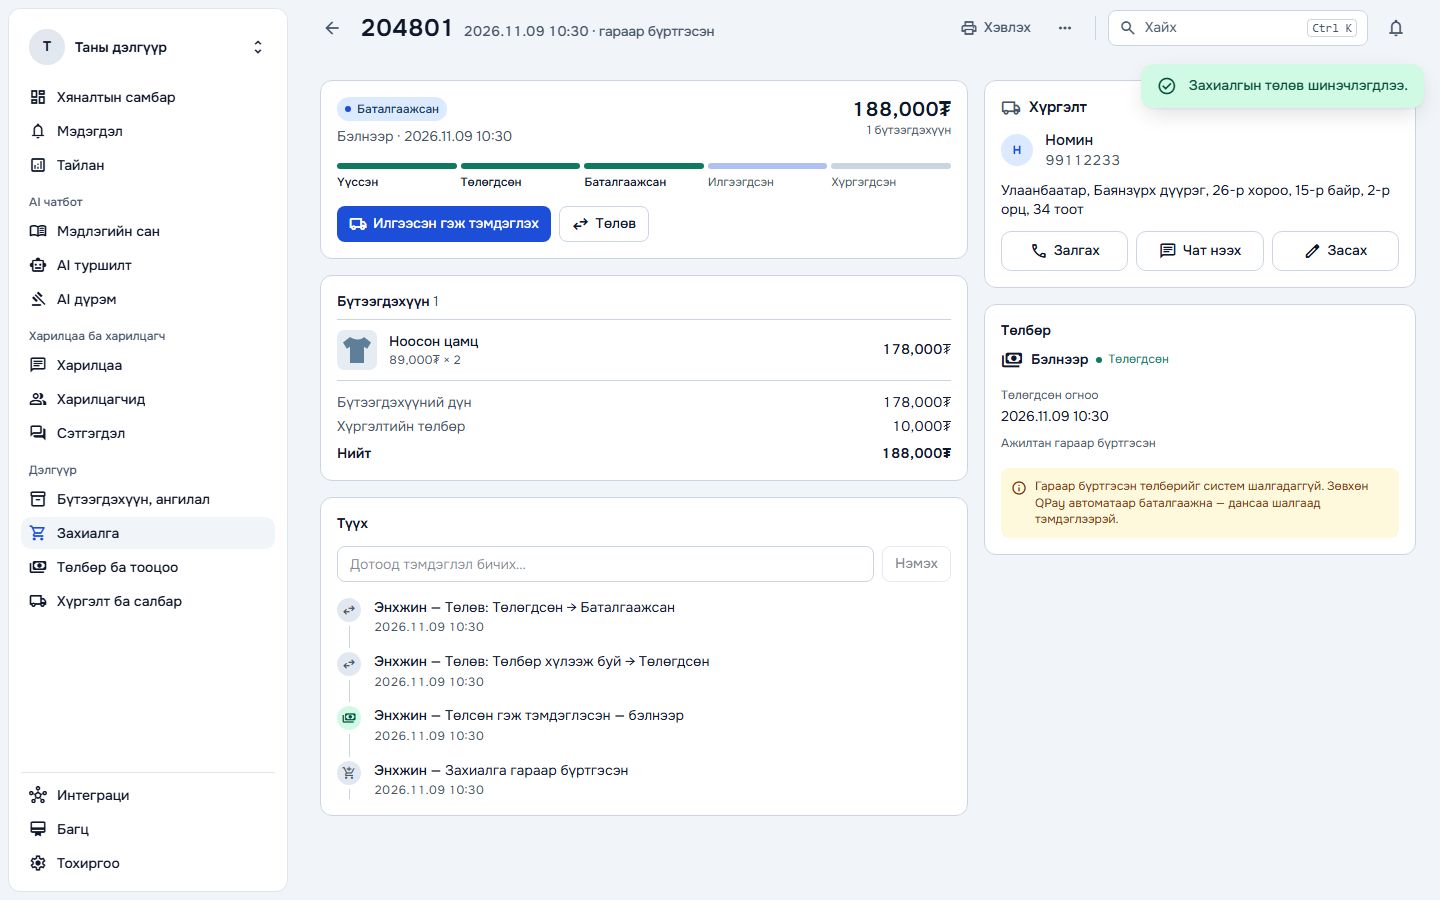 Т
Таны дэлгүүр
Хяналтын самбар
Мэдэгдэл
Тайлан
AI чатбот
Мэдлэгийн сан
AI туршилт
AI дүрэм
Харилцаа ба харилцагч
Харилцаа
Харилцагчид
Сэтгэгдэл
Дэлгүүр
Бүтээгдэхүүн, ангилал
Захиалга
Төлбөр ба тооцоо
Хүргэлт ба салбар
Интеграци
Багц
Тохиргоо
204801 2026.11.09 10:30 · гараар бүртгэсэн
Хэвлэх
Хайх
Ctrl K
Захиалгын төлөв шинэчлэгдлээ.
Баталгаажсан
188,000₮
Бэлнээр · 2026.11.09 10:30
1 бүтээгдэхүүн
Үүссэн
Төлөгдсөн
Баталгаажсан
Илгээгдсэн
Хүргэгдсэн
Илгээсэн гэж тэмдэглэх
Төлөв
Бүтээгдэхүүн 1
Ноосон цамц
89,000₮ × 2
178,000₮
Бүтээгдэхүүний дүн 178,000₮
Хүргэлтийн төлбөр 10,000₮
Нийт 188,000₮
Түүх
Дотоод тэмдэглэл бичих...
Нэмэх
Энхжин — Төлөв: Төлөгдсөн → Баталгаажсан
2026.11.09 10:30
Энхжин — Төлөв: Төлбөр хүлээж буй → Төлөгдсөн
2026.11.09 10:30
Энхжин — Төлсөн гэж тэмдэглэсэн — бэлнээр
2026.11.09 10:30
Энхжин — Захиалга гараар бүртгэсэн
2026.11.09 10:30
Хүргэлт
Н
Номин
99112233
Улаанбаатар, Баянзүрх дүүрэг, 26-р хороо, 15-р байр, 2-р
орц, 34 тоот
Залгах
Чат нээх
Засах
Төлбөр
Бэлнээр
Төлөгдсөн
Төлөгдсөн огноо
2026.11.09 10:30
Ажилтан гараар бүртгэсэн
Гараар бүртгэсэн төлбөрийг систем шалгадаггүй. Зөвхөн
QPay автоматаар баталгаажна — дансаа шалгаад
тэмдэглээрэй.